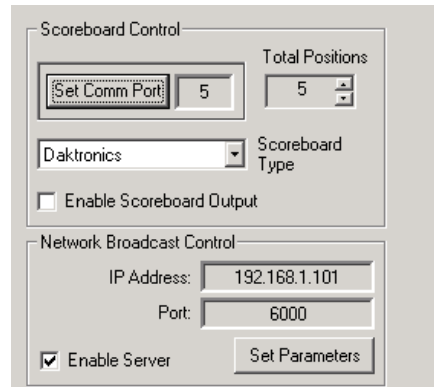 Scoreboard Control
Total Positions
Set Comm Port 5 5
Daktronics Scoreboard
Type
Enable Scoreboard Output
Network Broadcast Control
IP Address: 192.168.1.101
Port: 6000
Enable Server Set Parameters